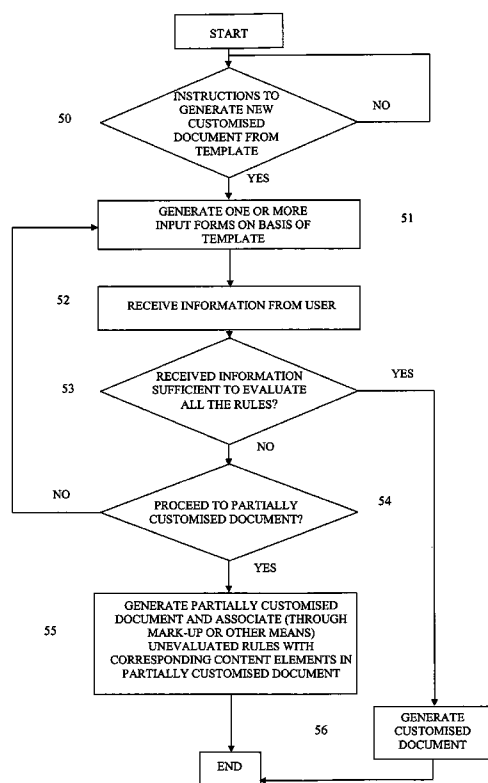 START
50
INSTRUCTIONS TO
GENERATE NEW
CUSTOMISED
DOCUMENT FROM
TEMPLATE
NO
YES
GENERATE ONE OR MORE
INPUT FORMS ON BASIS OF
TEMPLATE
51
52
RECEIVE INFORMATION FROM USER
53
RECEIVED INFORMATION
SUFFICIENT TO EVALUATE
ALL THE RULES?
YES
NO
NO
PROCEED TO PARTIALLY
CUSTOMISED DOCUMENT?
54
YES
55
GENERATE PARTIALLY CUSTOMISED
DOCUMENT AND ASSOCIATE (THROUGH
MARK-UP OR OTHER MEANS)
UNEVALUATED RULES WITH
CORRESPONDING CONTENT ELEMENTS IN
PARTIALLY CUSTOMISED DOCUMENT
56
GENERATE
CUSTOMISED
DOCUMENT
END